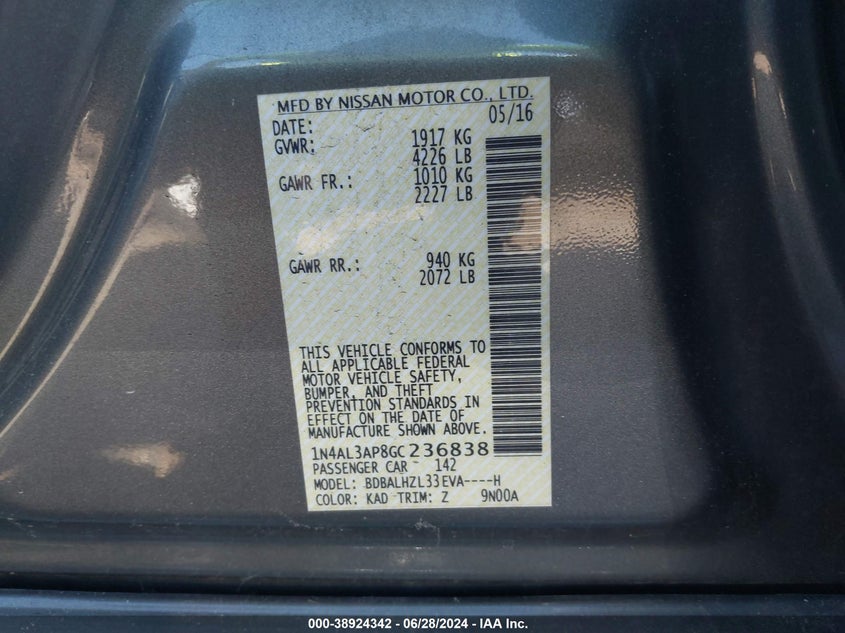 MFD BY NISSAN MOTOR CO., LTD.
DATE: 05/16
GVWR: 1917 KG
4226 LB
GAWR FR.: 1010 KG
2227 LB
GAWR RR.: 940 KG
2072 LB
THIS VEHICLE CONFORMS TO
ALL APPLICABLE FEDERAL
MOTOR VEHICLE SAFETY,
BUMPER, AND THEFT
PREVENTION STANDARDS IN
EFFECT ON THE DATE OF
MANUFACTURE SHOWN ABOVE.
1N4AL3AP8GC236838
PASSENGER CAR 142
MODEL: BDBALHZL33EVA----H
COLOR: KAD TRIM: Z 9N00A
000-38924342 - 06/28/2024 - IAA Inc.